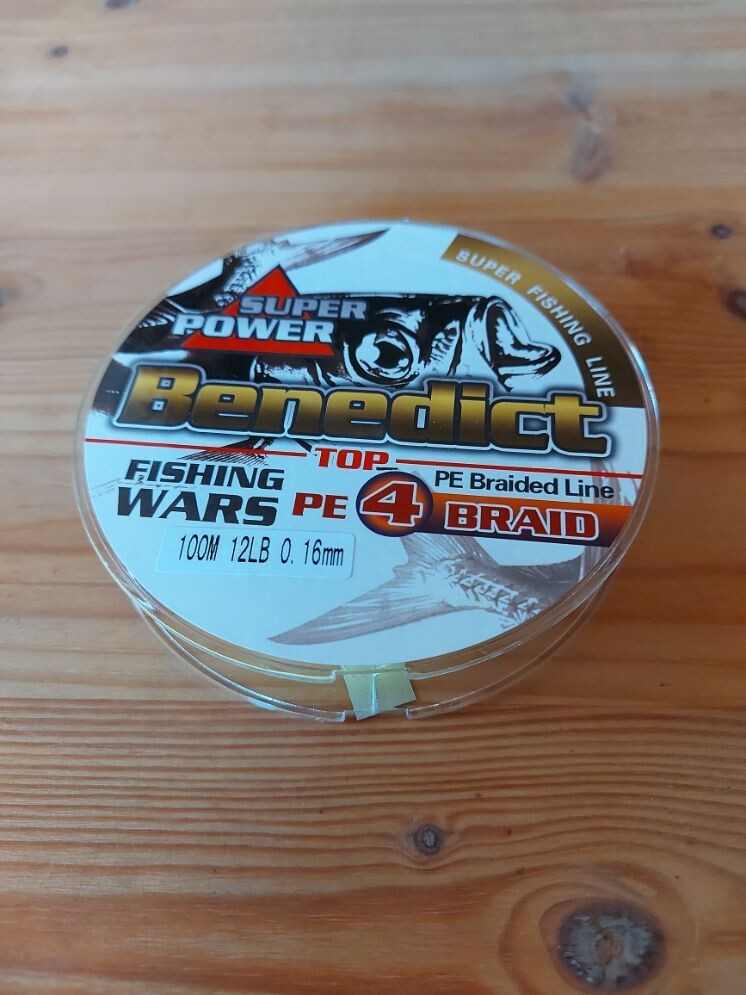 SUPER FISHING LINE
SUPER
POWER
Benedict
TOP
FISHING
WARS
PE 4 BRAID
PE Braided Line
100M 12LB 0.16mm